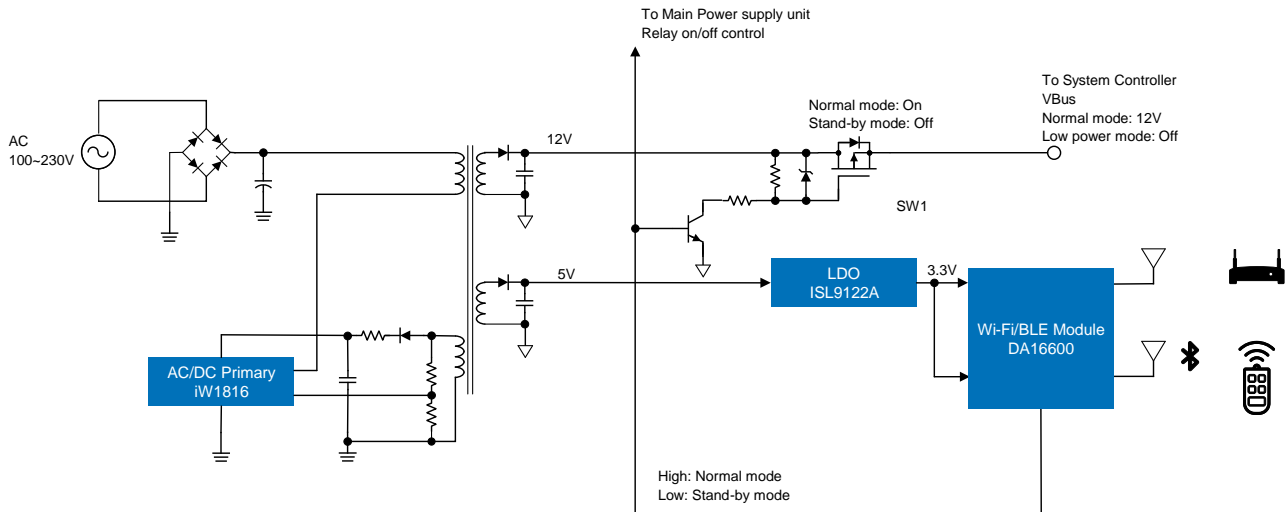 To Main Power supply unit
Relay on/off control
To System Controller
VBus
Normal mode: 12V
Low power mode: Off
Normal mode: On
Stand-by mode: Off
AC
100~230V
12V
SW1
5V
LDO
ISL9122A
3.3V
Wi-Fi/BLE Module
DA16600
AC/DC Primary
iW1816
High: Normal mode
Low: Stand-by mode